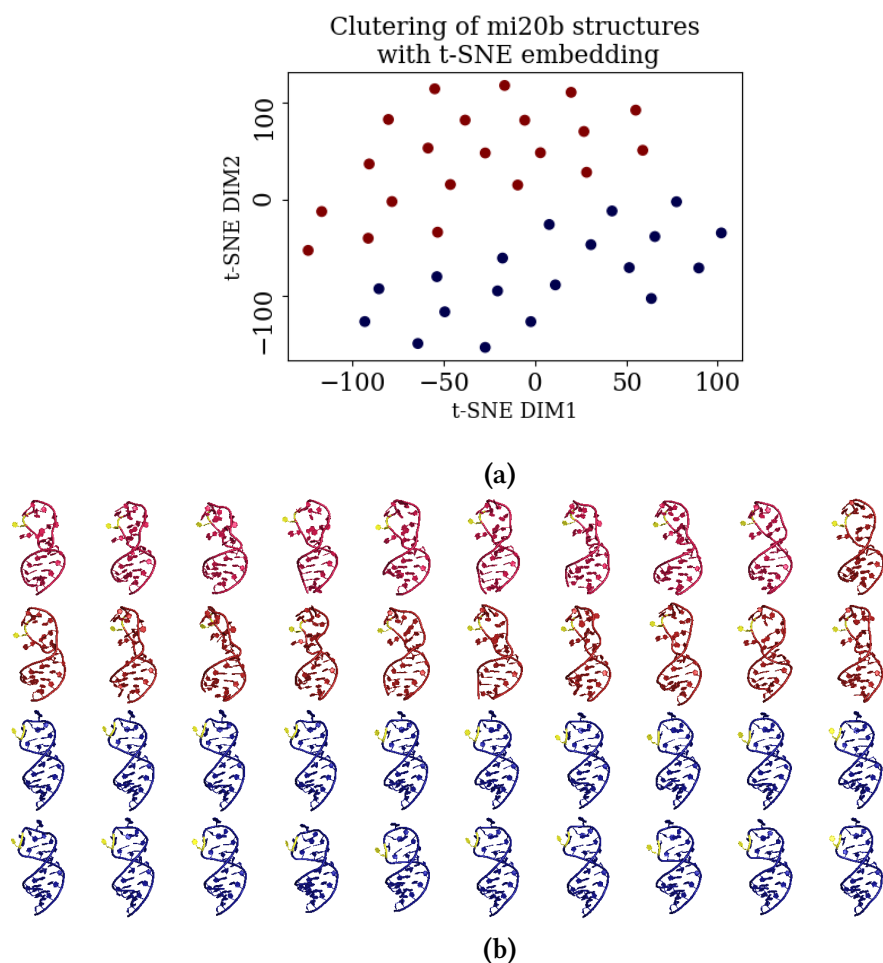 Clutering of mi20b structures
with t-SNE embedding
100
0
−100
t-SNE DIM2
−100
−50
0
50
100
t-SNE DIM1
(a)
(b)